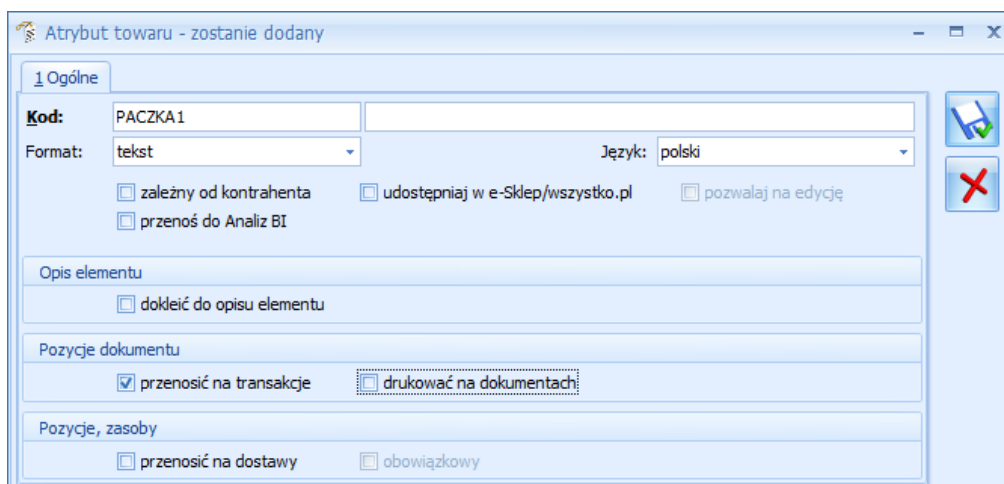 Atrybut towaru - zostanie dodany
1 Ogólne
Kod: PACZKA1
Format: tekst Język: polski
zależny od kontrahenta udostępniaj w e-Sklep/wszystko.pl pozwalaj na edycję
przenoś do Analiz BI
Opis elementu
dokleić do opisu elementu
Pozycje dokumentu
przenosić na transakcje drukować na dokumentach
Pozycje, zasoby
przenosić na dostawy obowiązkowy